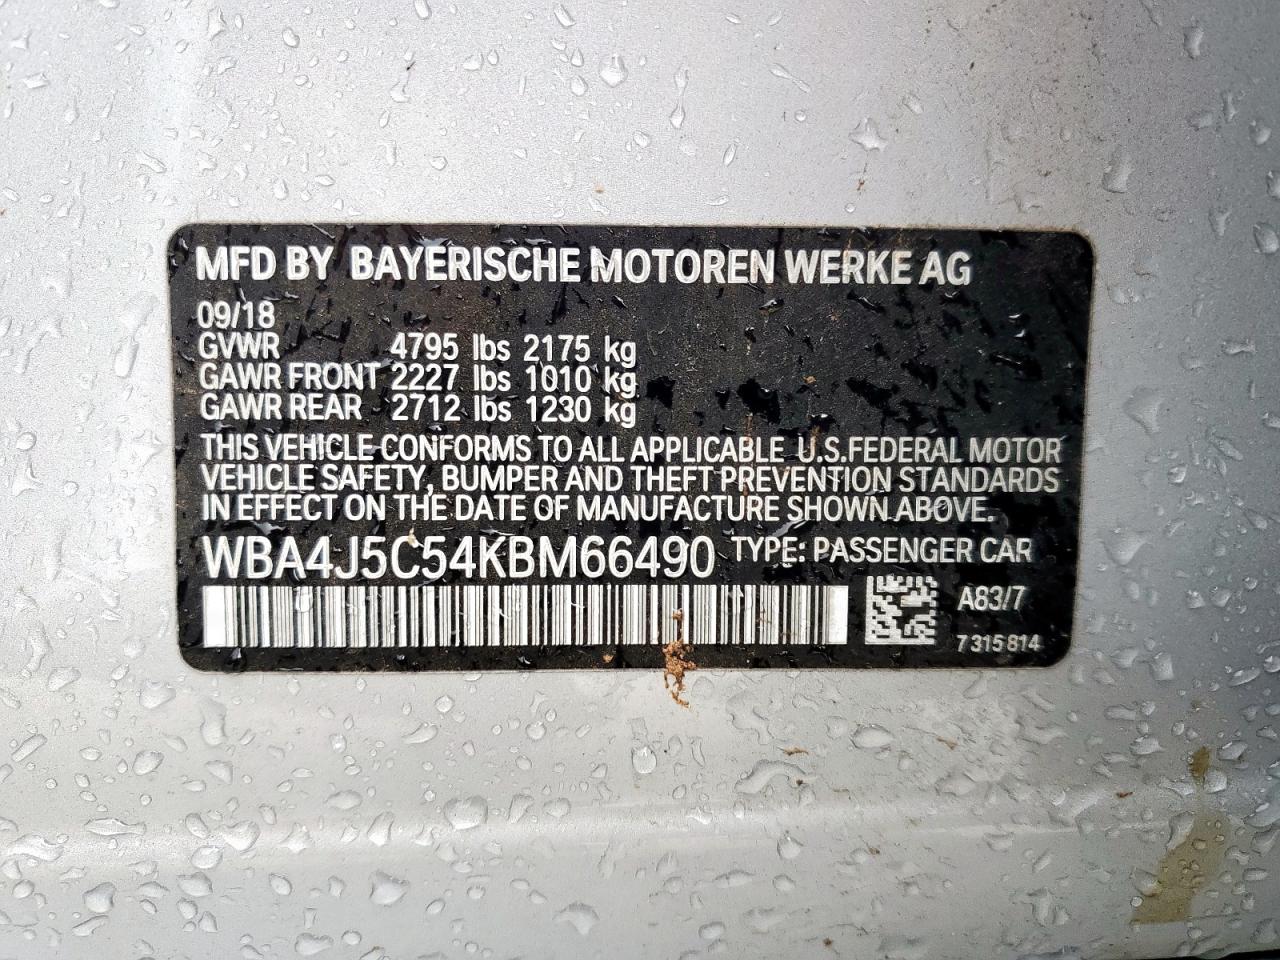 MFD BY BAYERISCHE MOTOREN WERKE AG
09/18
GVWR 4795 lbs 2175 kg
GAWR FRONT 2227 lbs 1010 kg
GAWR REAR 2712 lbs 1230 kg
THIS VEHICLE CONFORMS TO ALL APPLICABLE U.S.FEDERAL MOTOR
VEHICLE SAFETY, BUMPER AND THEFT PREVENTION STANDARDS
IN EFFECT ON THE DATE OF MANUFACTURE SHOWN ABOVE.
WBA4J5C54KBM66490 TYPE: PASSENGER CAR
A83/7
7 315 814